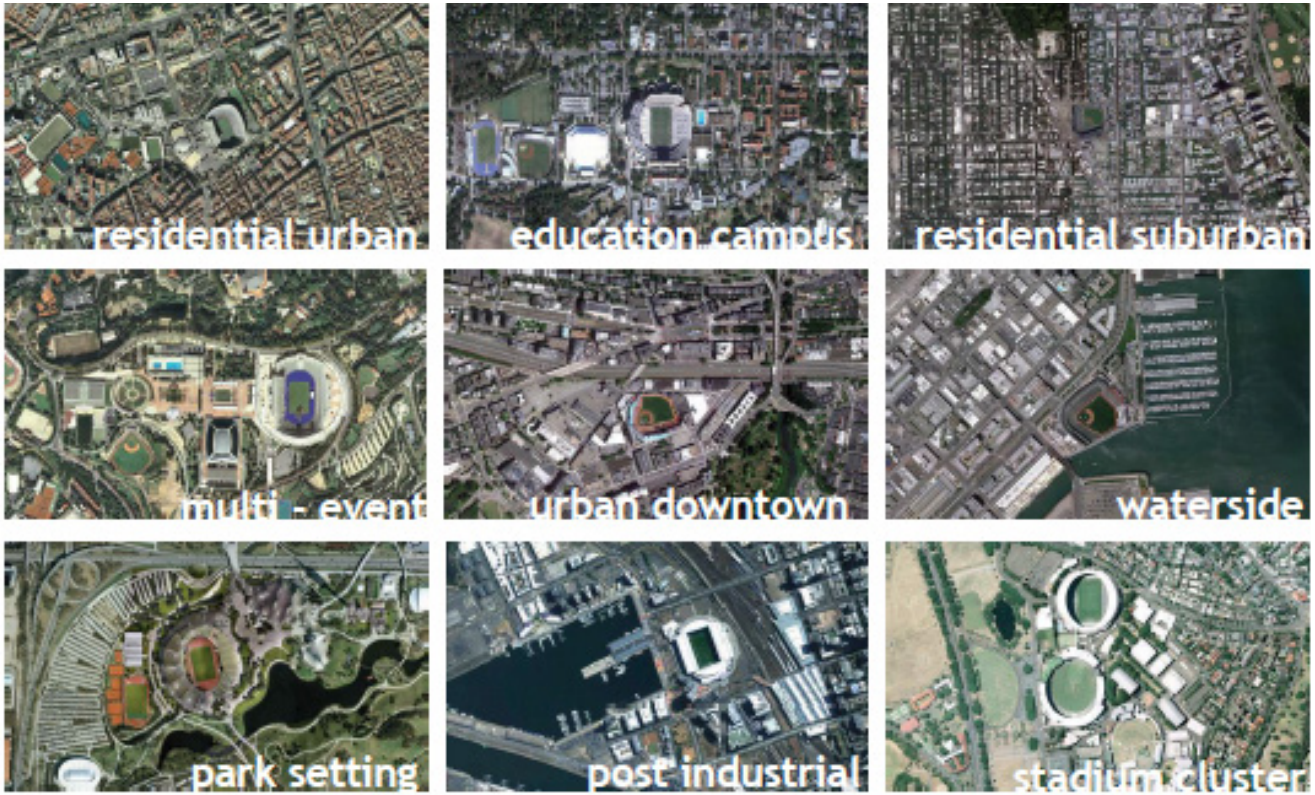 residential urban
education campus
residential suburban
multi - event
urban downtown
waterside
park setting
post industrial
stadium cluster